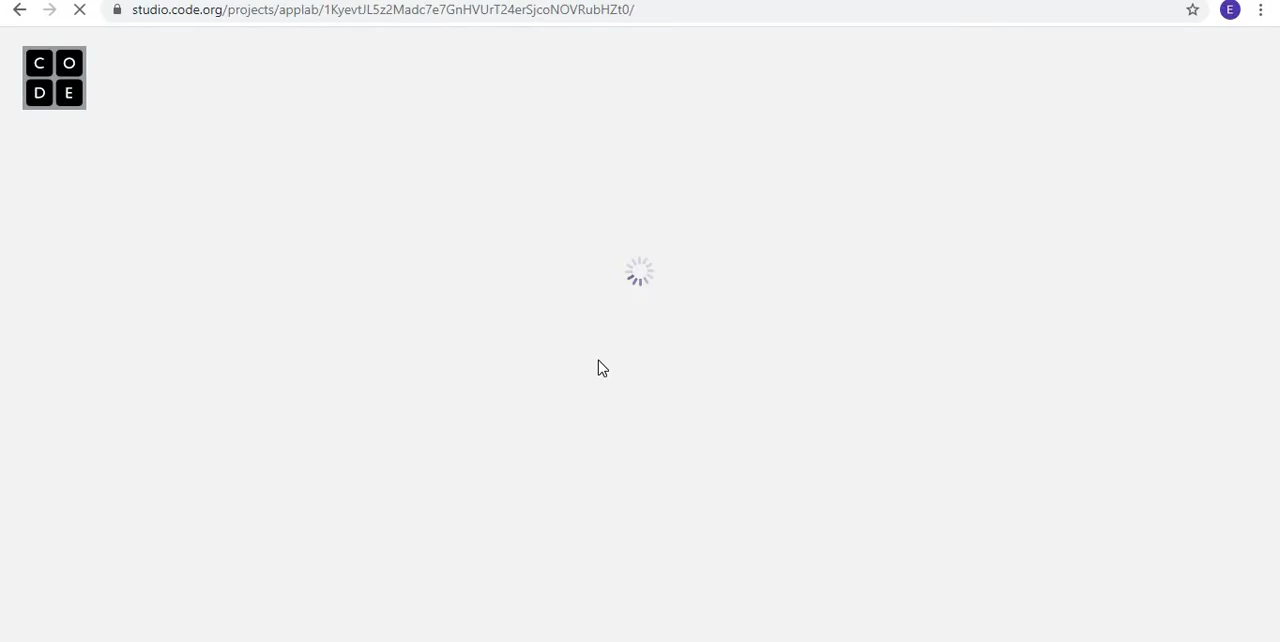 studio.code.org/projects/applab/1KyevtJL5z2Madc7e7GnHVUrT24erSjcoNOVRubHZt0/
E
C O
D E